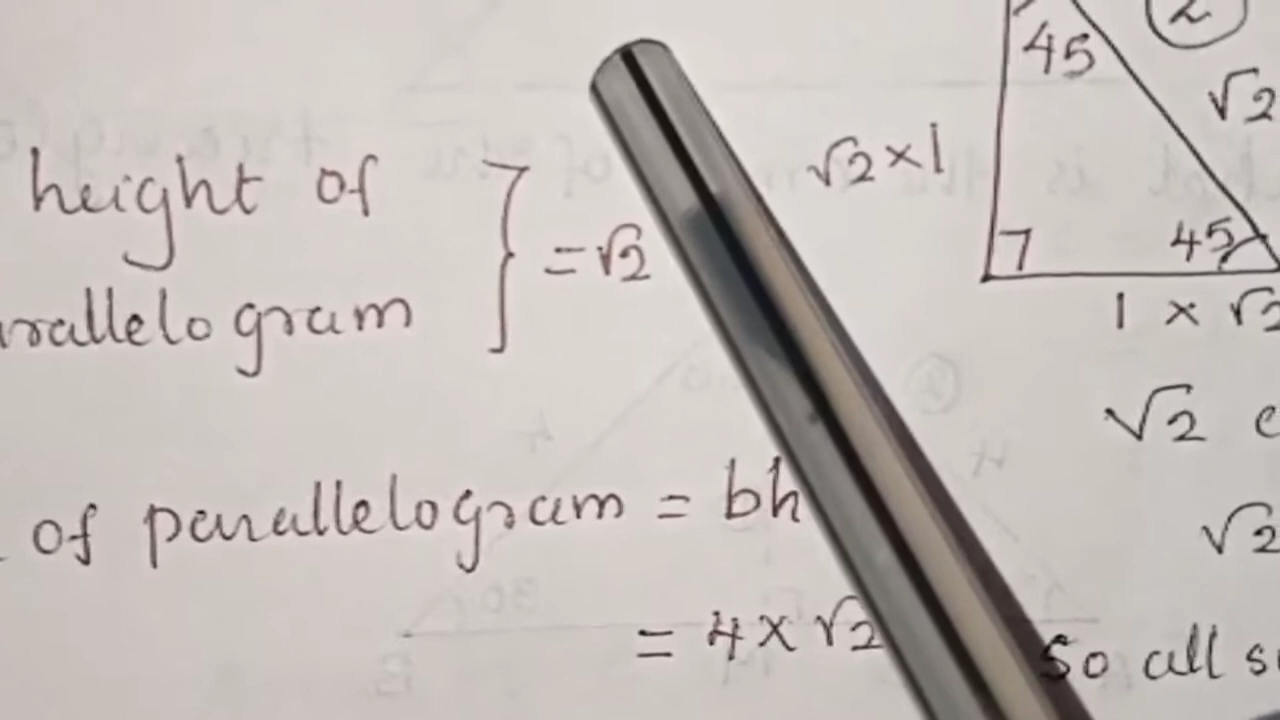 height of
rallelogram } = √2
of parallelogram = bh
= 4 × √2
2
45
√2
√2 × 1
45
1 × √2
√2 c
√2
So all s